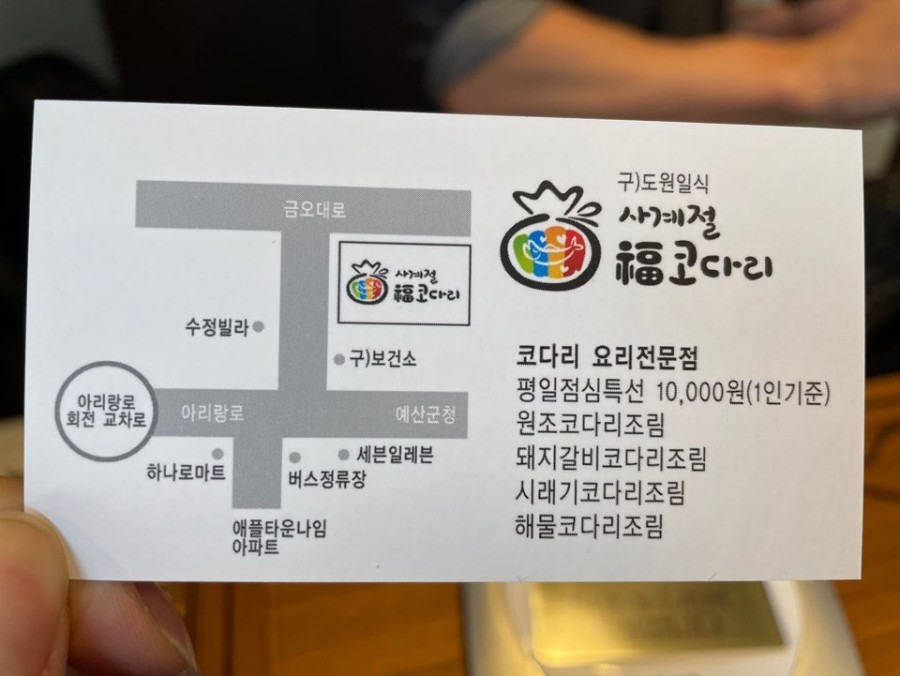 금오대로
사계절
福코다리
수정빌라
구)보건소
아리랑로
회전 교차로
아리랑로
예산군청
하나로마트
버스정류장
세븐일레븐
애플타운나임
아파트
구)도원일식
사계절
福코다리
코다리 요리전문점
평일점심특선 10,000원(1인기준)
원조코다리조림
돼지갈비코다리조림
시래기코다리조림
해물코다리조림